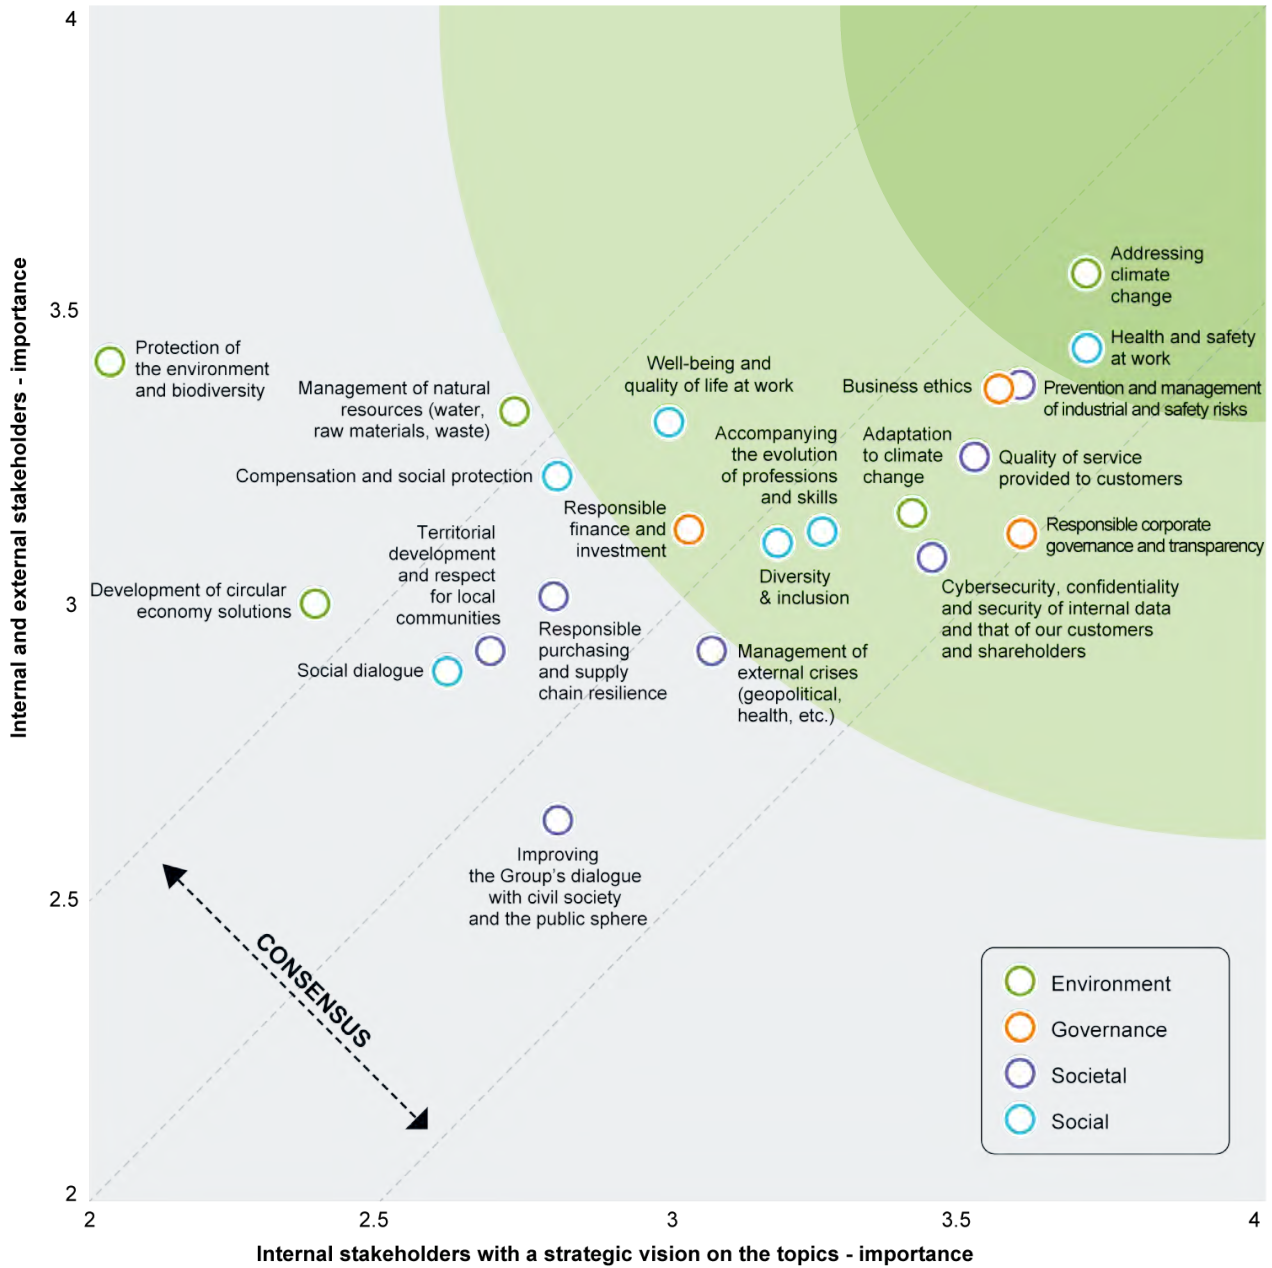 4
3.5
3
2.5
2
Internal and external stakeholders - importance
Addressing
climate
change
Health and safety
at work
Protection of
the environment
and biodiversity
Well-being and
quality of life at work
Business ethics
Prevention and management
of industrial and safety risks
Management of natural
resources (water,
raw materials, waste)
Accompanying
the evolution
of professions
and skills
Adaptation
to climate
change
Quality of service
provided to customers
Compensation and social protection
Responsible
finance and
investment
Responsible corporate
governance and transparency
Territorial
development
and respect
for local
communities
Diversity
& inclusion
Cybersecurity, confidentiality
and security of internal data
and that of our customers
and shareholders
Development of circular
economy solutions
Responsible
purchasing
and supply
chain resilience
Management of
external crises
(geopolitical,
health, etc.)
Social dialogue
Improving
the Group's dialogue
with civil society
and the public sphere
CONSENSUS
Environment
Governance
Societal
Social
2
2.5
3
3.5
4
Internal stakeholders with a strategic vision on the topics - importance